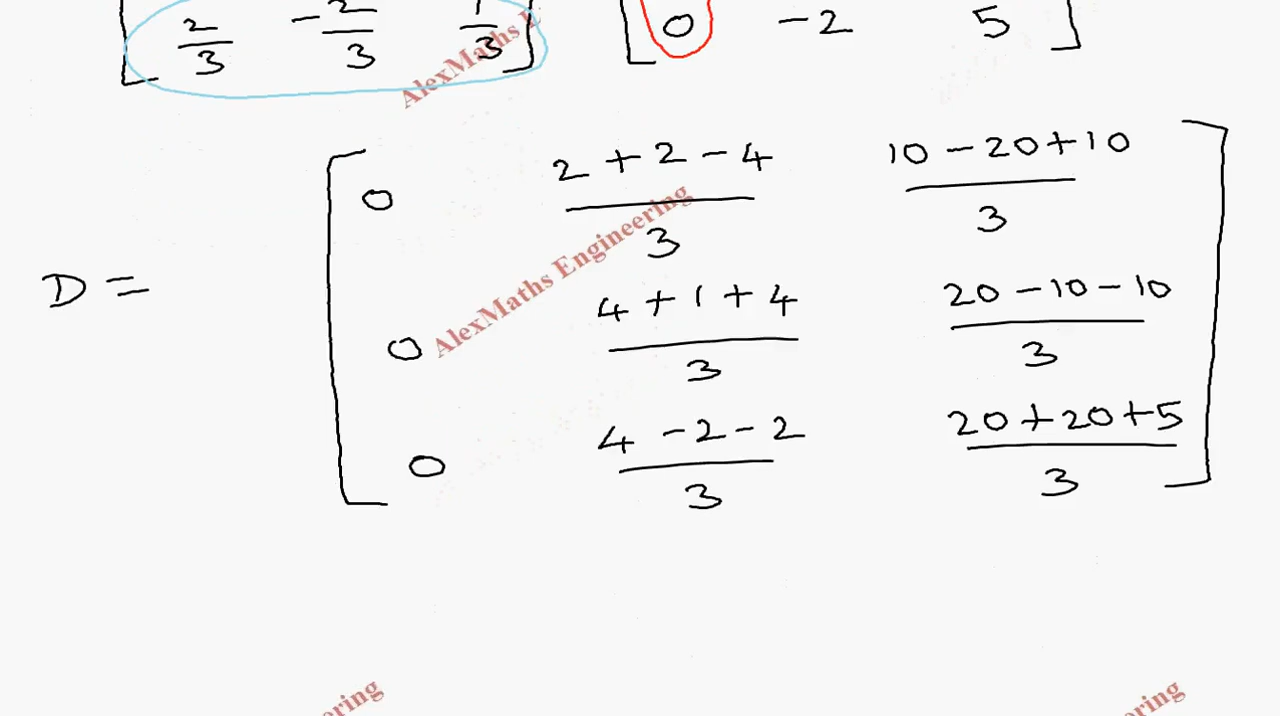 2/3 -2/3 1/3 0 -2 5
AlexMaths E
D = 0 2+2-4/3 10-20+10/3
0 4+1+4/3 20-10-10/3
0 4-2-2/3 20+20+5/3
AlexMaths Engineering
ering ering